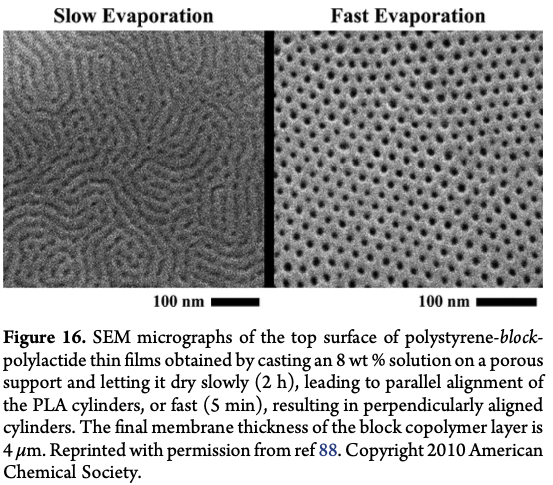 Slow Evaporation
Fast Evaporation
100 nm
100 nm
Figure 16. SEM micrographs of the top surface of polystyrene-block-
polylactide thin films obtained by casting an 8 wt % solution on a porous
support and letting it dry slowly (2 h), leading to parallel alignment of
the PLA cylinders, or fast (5 min), resulting in perpendicularly aligned
cylinders. The final membrane thickness of the block copolymer layer is
4 μm. Reprinted with permission from ref 88. Copyright 2010 American
Chemical Society.